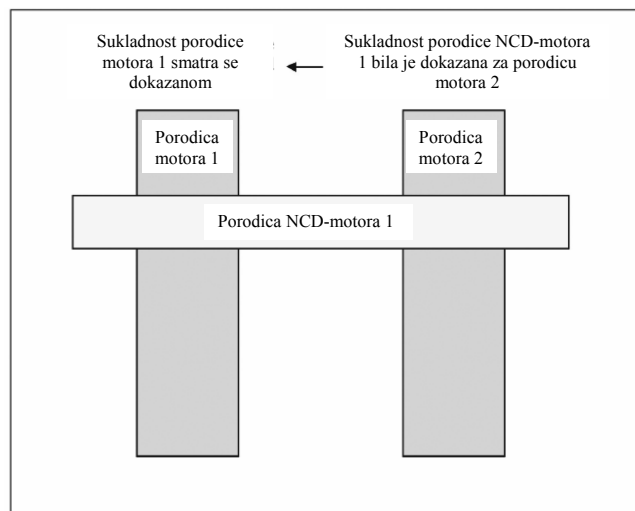 Sukladnost porodice
motora 1 smatra se
dokazanom
Sukladnost porodice NCD-motora
1 bila je dokazana za porodicu
motora 2
Porodica
motora 1
Porodica
motora 2
Porodica NCD-motora 1